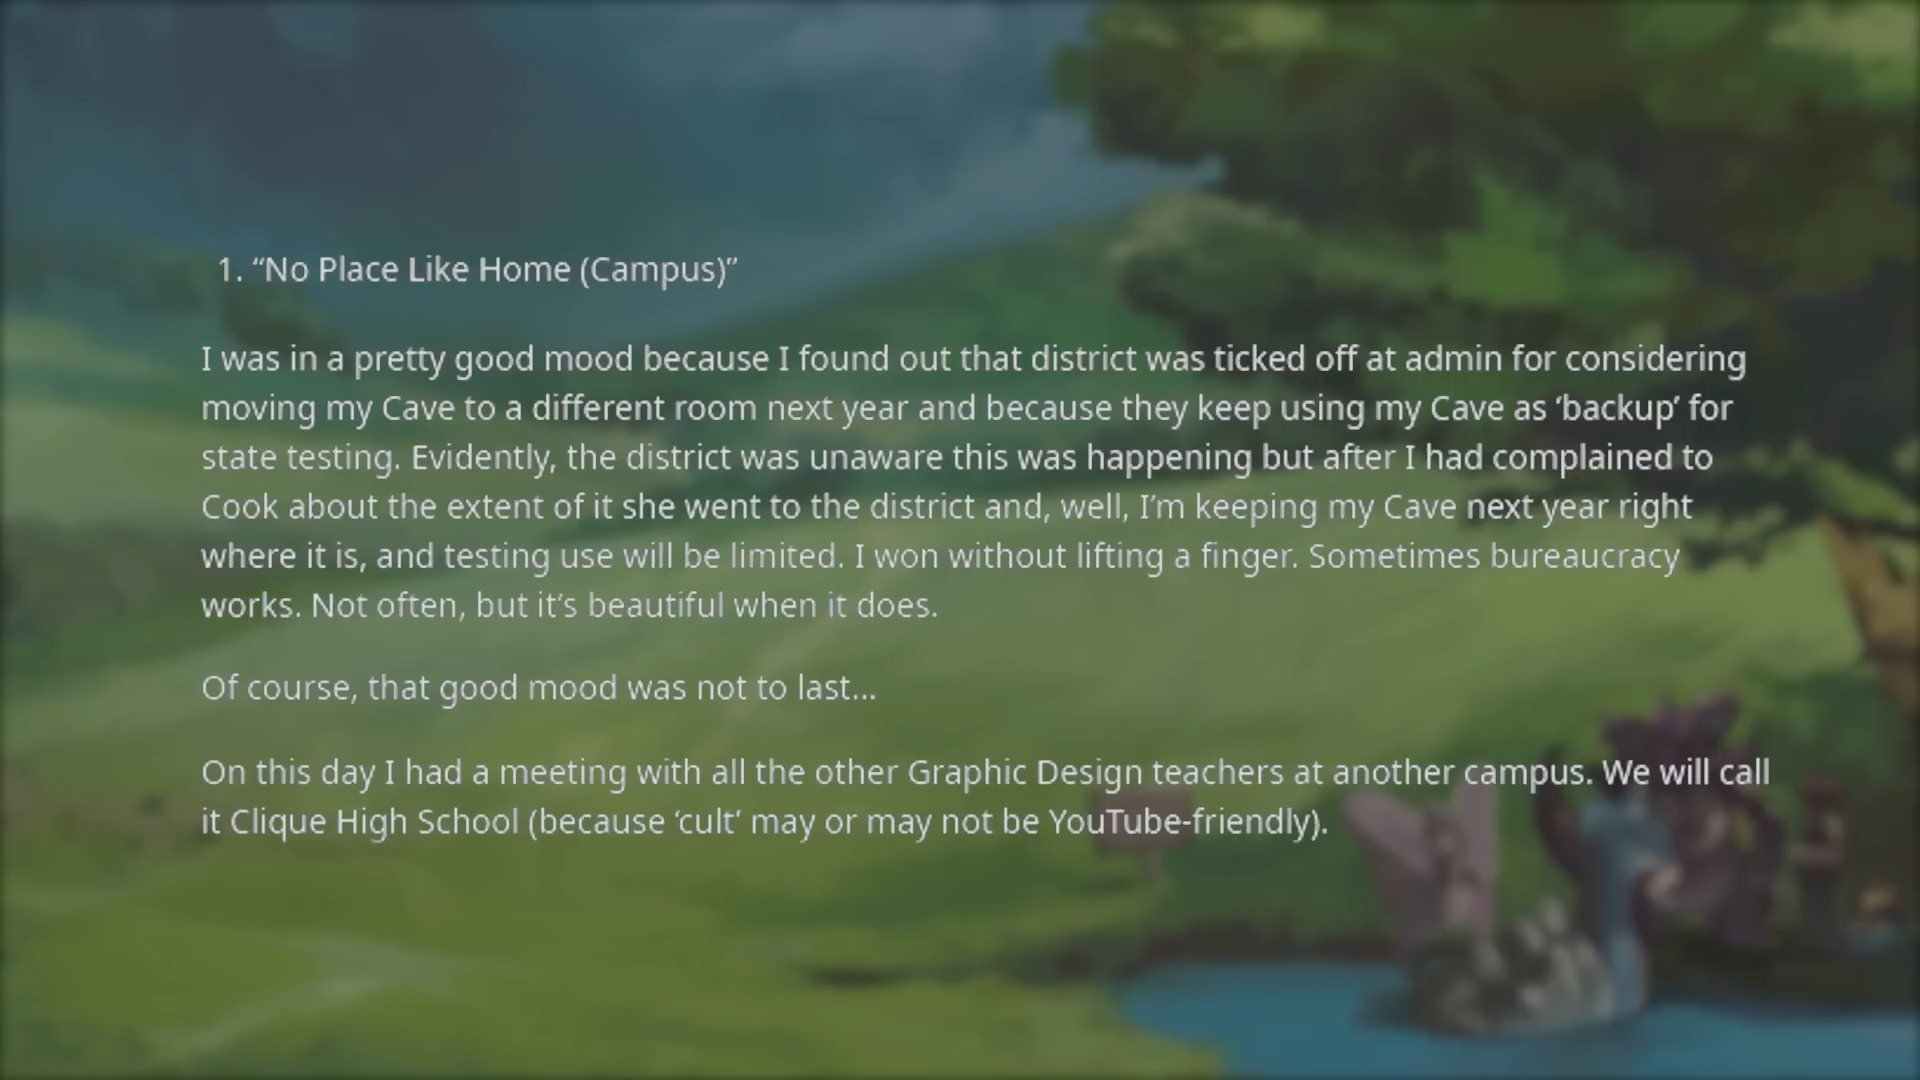 1. “No Place Like Home (Campus)”
I was in a pretty good mood because I found out that district was ticked off at admin for considering
moving my Cave to a different room next year and because they keep using my Cave as ‘backup’ for
state testing. Evidently, the district was unaware this was happening but after I had complained to
Cook about the extent of it she went to the district and, well, I’m keeping my Cave next year right
where it is, and testing use will be limited. I won without lifting a finger. Sometimes bureaucracy
works. Not often, but it’s beautiful when it does.
Of course, that good mood was not to last...
On this day I had a meeting with all the other Graphic Design teachers at another campus. We will call
it Clique High School (because ‘cult’ may or may not be YouTube-friendly).